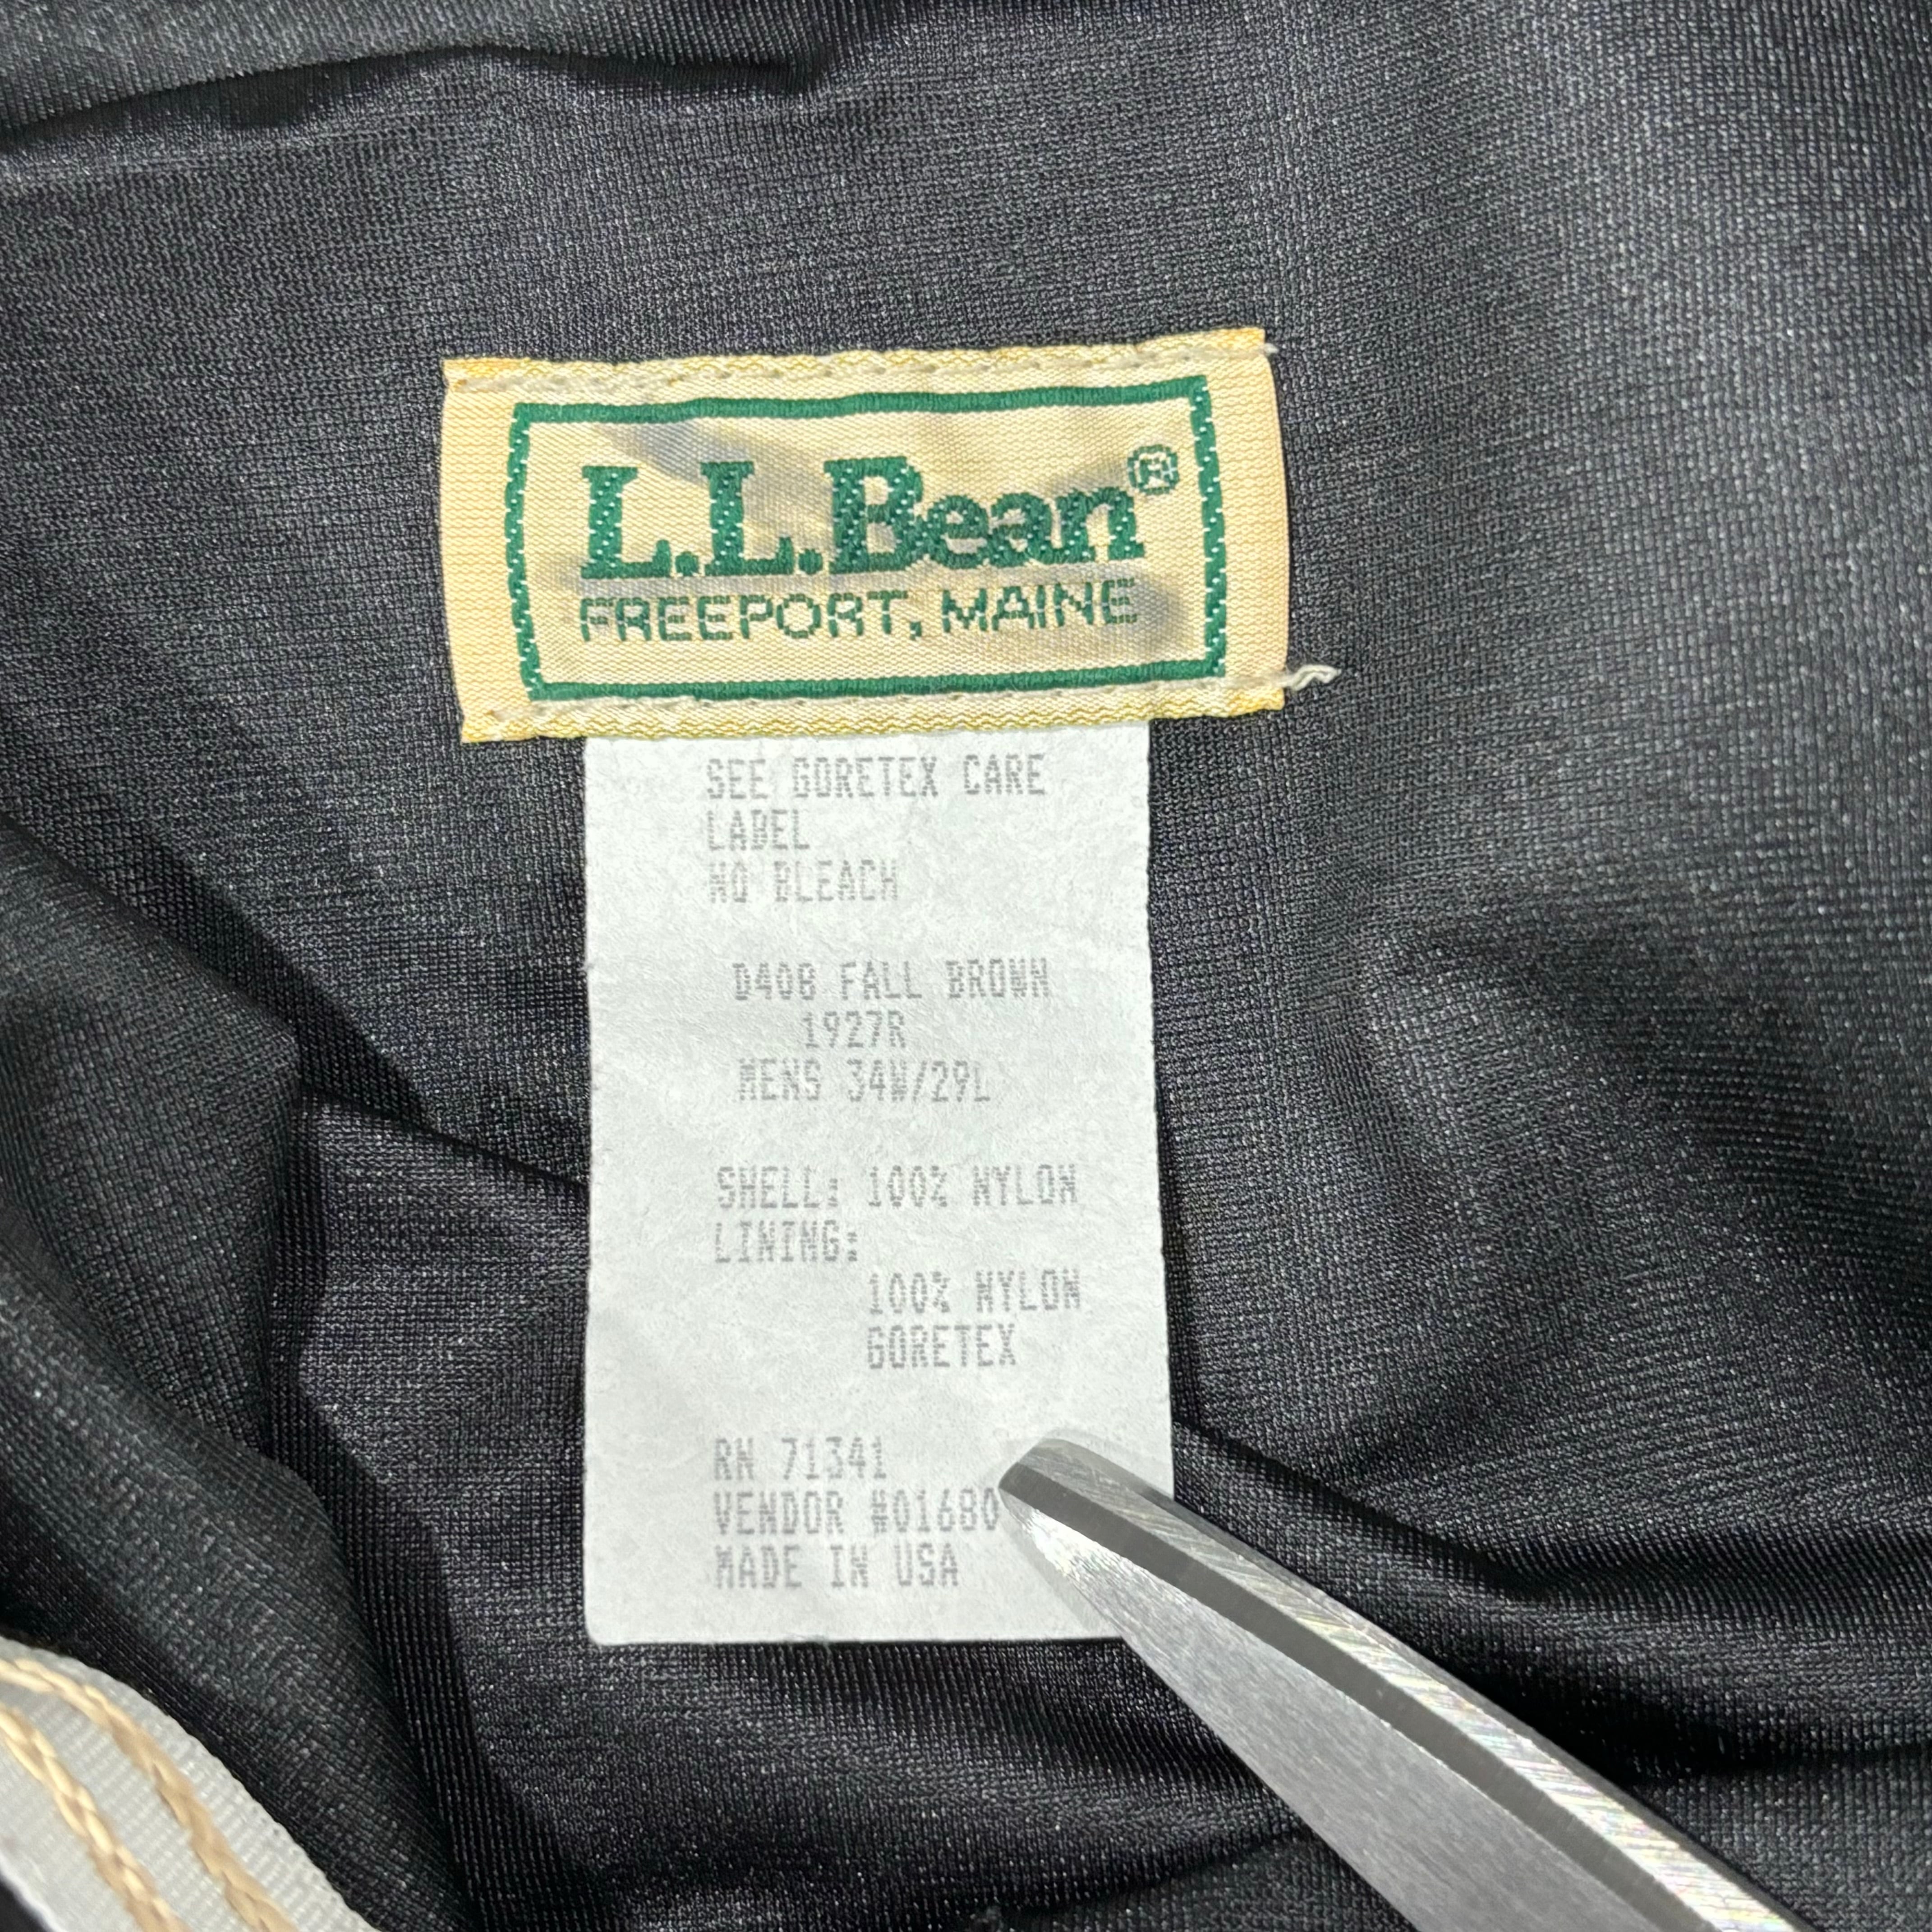 L.L.Bean®
FREEPORT, MAINE
SEE GORETEX CARE
LABEL
NO BLEACH
D408 FALL BROWN
1927R
MENS 34W/29L
SHELL: 100% NYLON
LINING:
100% NYLON
GORETEX
RN 71341
VENDOR #01680
MADE IN USA